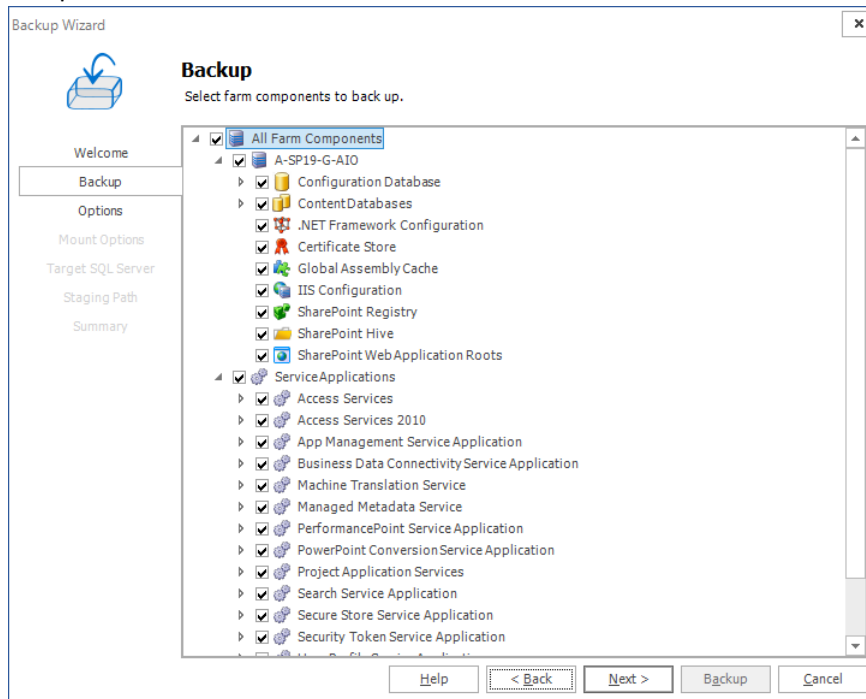 Backup Wizard
Backup
Select farm components to back up.
Welcome
Backup
Options
Mount Options
Target SQL Server
Staging Path
Summary
All Farm Components
A-SP19-G-AIO
Configuration Database
Content Databases
.NET Framework Configuration
Certificate Store
Global Assembly Cache
IIS Configuration
SharePoint Registry
SharePoint Hive
SharePoint Web Application Roots
Service Applications
Access Services
Access Services 2010
App Management Service Application
Business Data Connectivity Service Application
Machine Translation Service
Managed Metadata Service
PerformancePoint Service Application
PowerPoint Conversion Service Application
Project Application Services
Search Service Application
Secure Store Service Application
Security Token Service Application
Help
< Back
Next >
Backup
Cancel